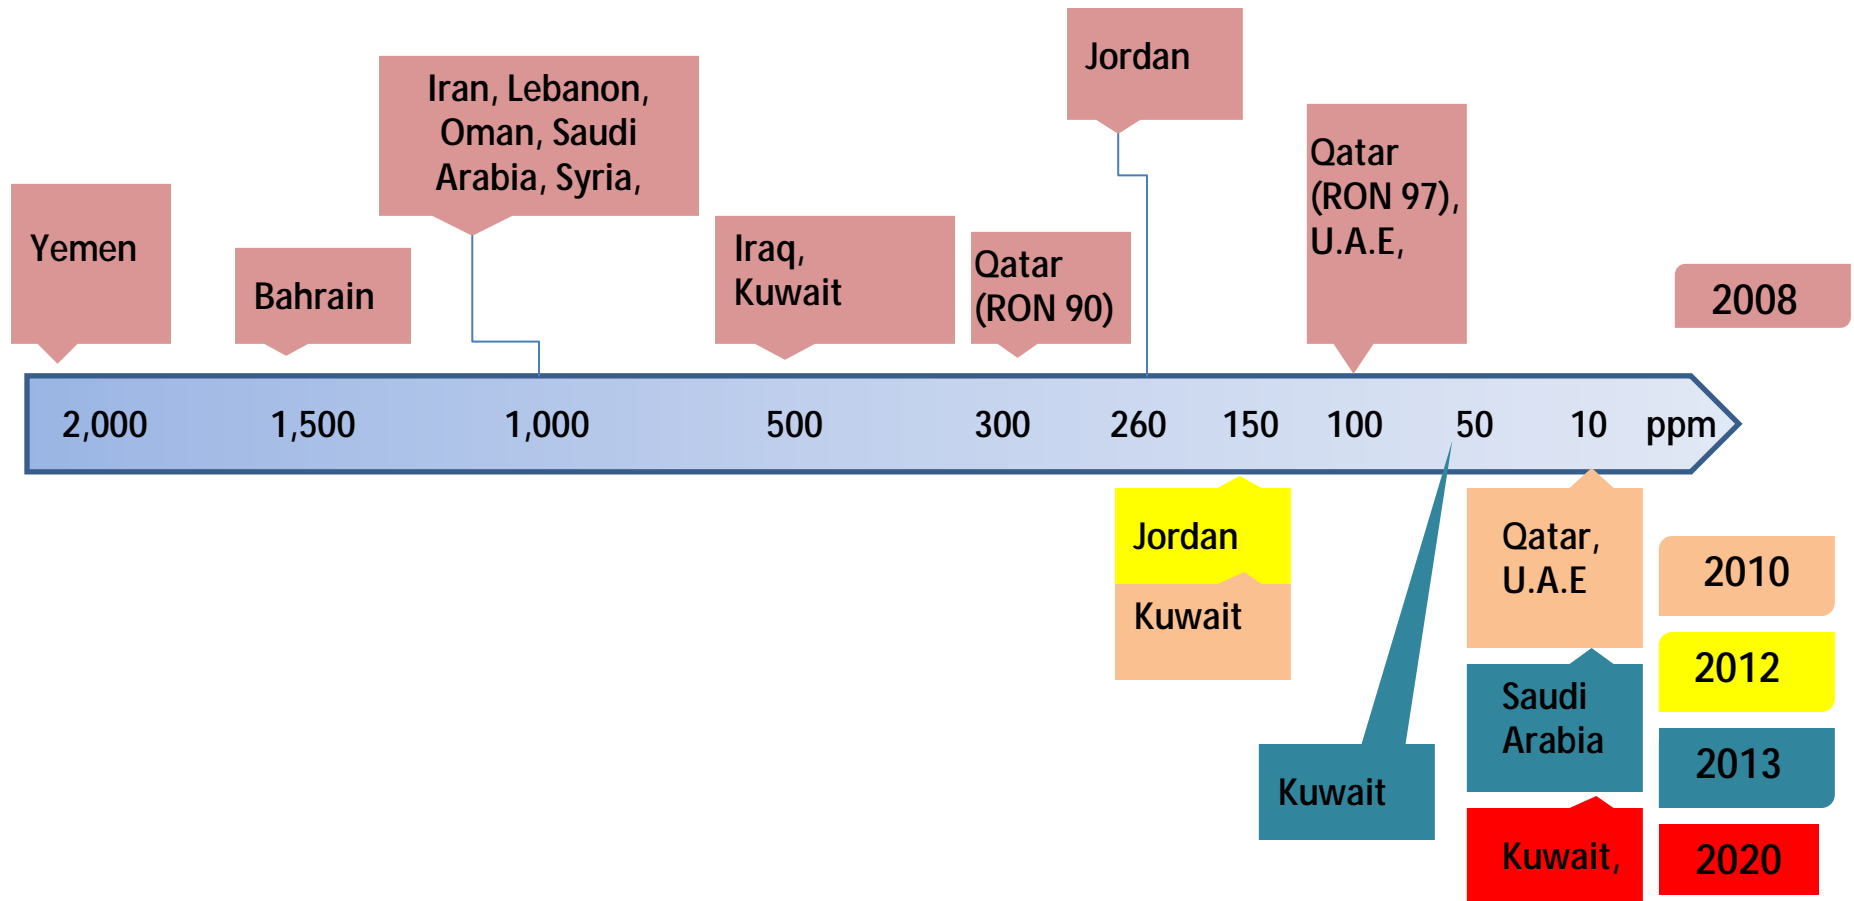 Jordan
Iran, Lebanon,
Oman, Saudi
Arabia, Syria,
Qatar
(RON 97),
U.A.E,
Yemen
Bahrain
Iraq,
Kuwait
Qatar
(RON 90)
2008
2,000 1,500 1,000 500 300 260 150 100 50 10 ppm
Jordan
Kuwait
Kuwait
Qatar,
U.A.E
Saudi
Arabia
Kuwait,
2010
2012
2013
2020